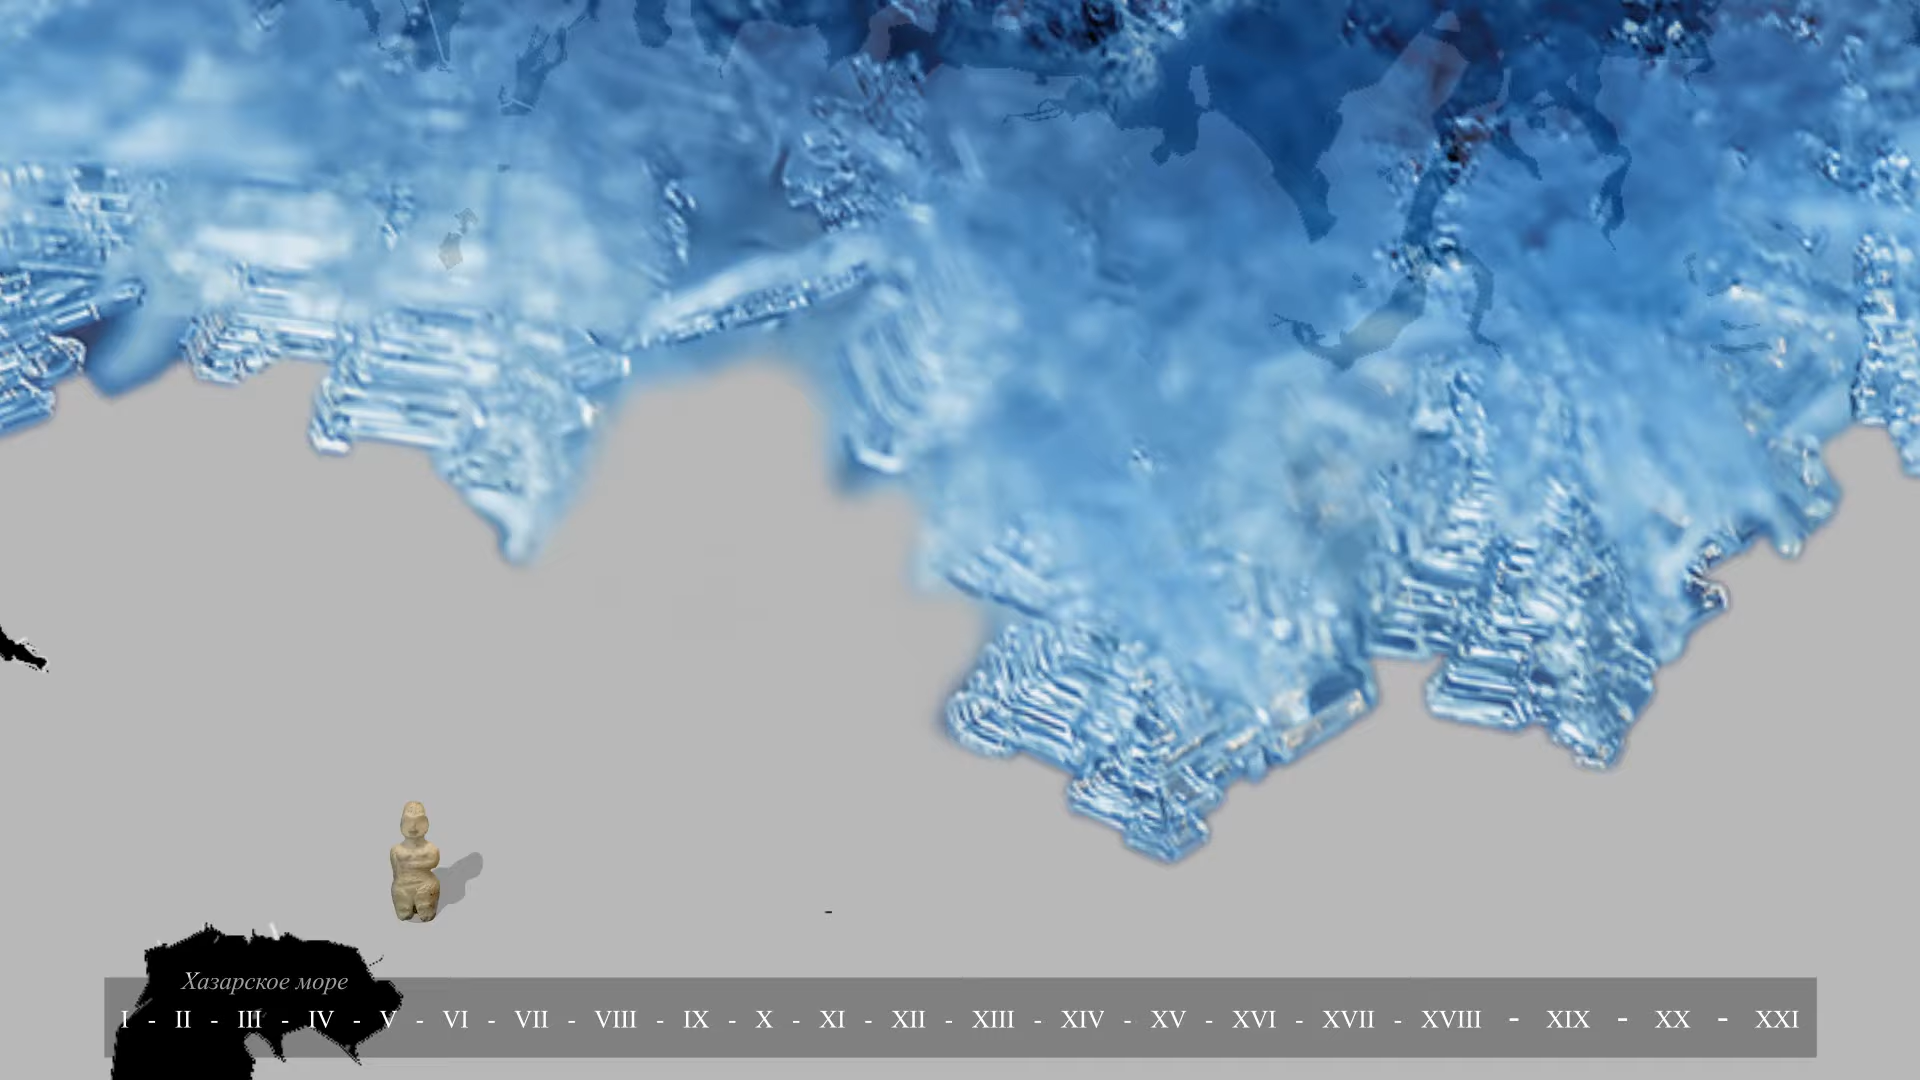 Хазарское море
I - II - III - IV - V - VI - VII - VIII - IX - X - XI - XII - XIII - XIV - XV - XVI - XVII - XVIII - XIX - XX - XXI